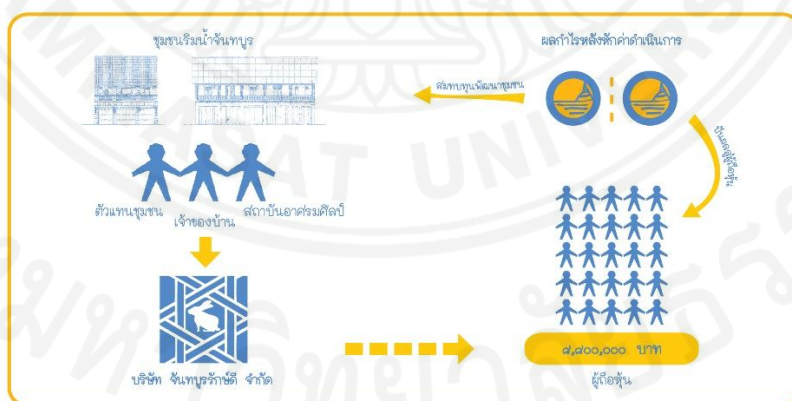 ชุมชนริมน้ำจันทบูร
ผลกำไรหลังหักค่าดำเนินการ
สมทบทุนพัฒนาชุมชน
ปันผลสู่ผู้ถือหุ้น
ตัวแทนชุมชน
เจ้าของบ้าน
สถาบันอาศรมศิลป์
บริษัท จันทบูรรักษ์ดี จำกัด
๘,๘๐๐,๐๐๐ บาท
ผู้ถือหุ้น